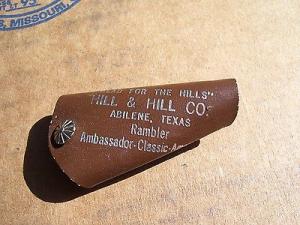 S, MISSOURI,
FOR THE HILLS"
HILL & HILL CO.
ABILENE, TEXAS
Rambler
Ambassador-Classic-Am